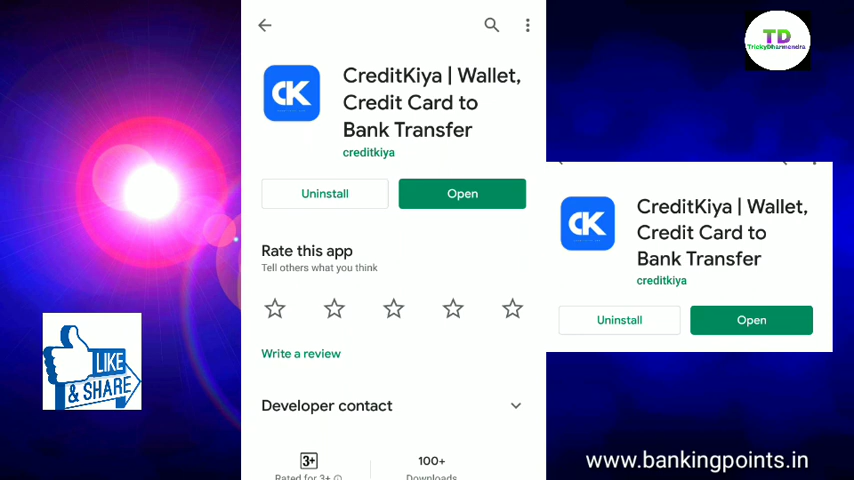 CreditKiya | Wallet,
Credit Card to
Bank Transfer
creditkiya
Uninstall
Open
Rate this app
Tell others what you think
Write a review
Developer contact
3+
Rated for 3+
100+
Downloads
CK
LIKE
& SHARE
TD
TrickyDharmendra
CK
CreditKiya | Wallet,
Credit Card to
Bank Transfer
creditkiya
Uninstall
Open
www.bankingpoints.in